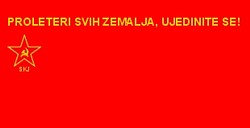 PROLETERI SVIH ZEMALJA, UJEDINITE SE!
SKJ